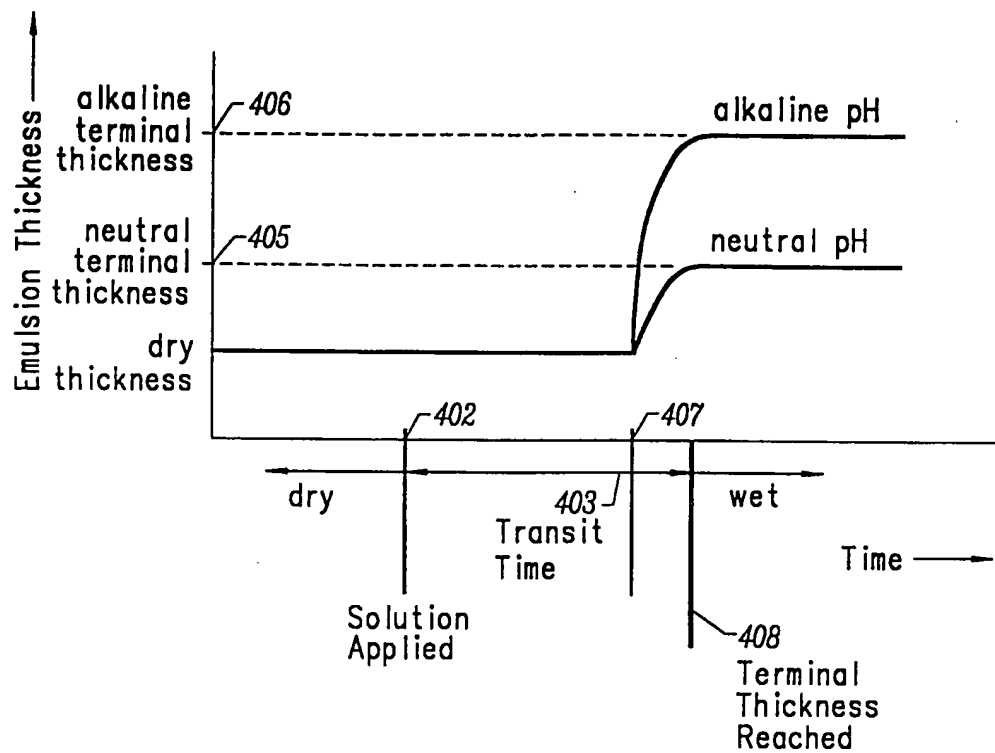 Emulsion Thickness
alkaline
terminal
thickness
406
alkaline pH
neutral
terminal
thickness
405
neutral pH
dry
thickness
402
407
dry
403
wet
Transit
Time
Time
Solution
Applied
408
Terminal
Thickness
Reached